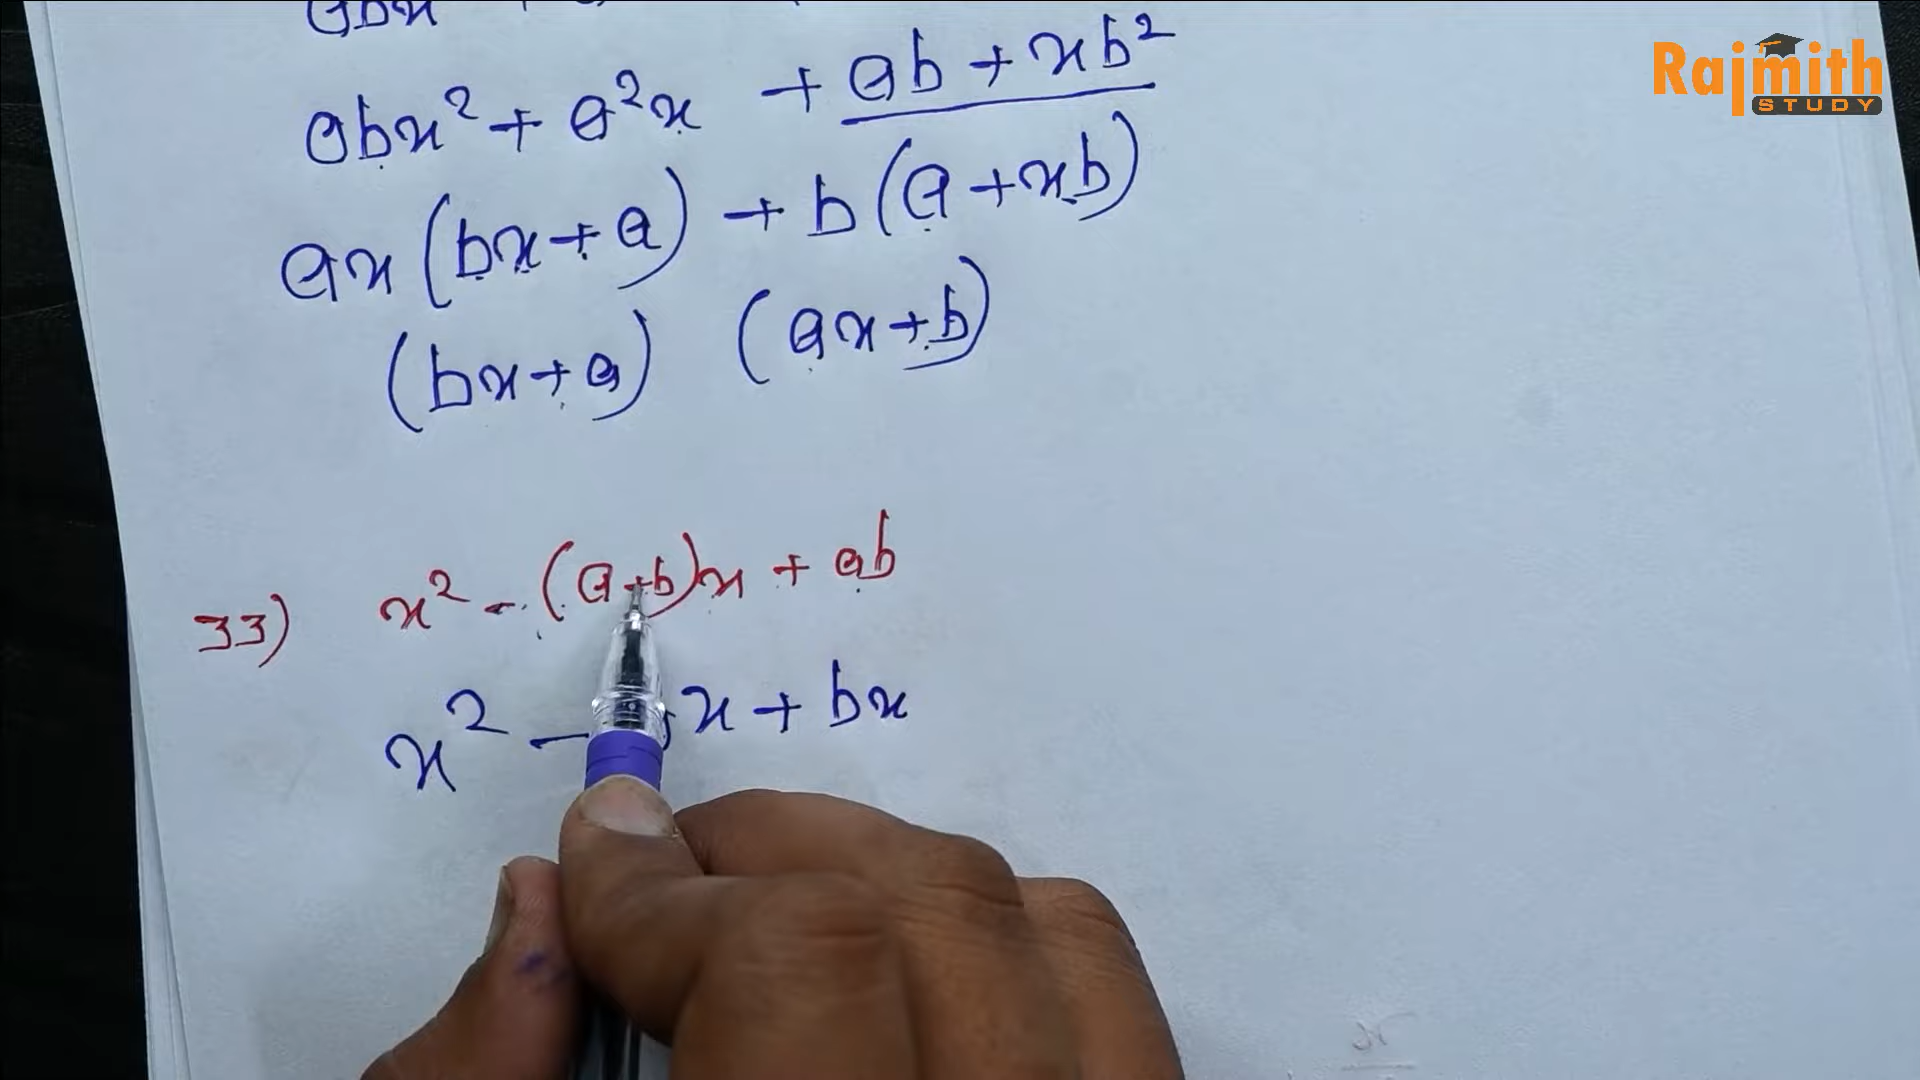 abx² + a²x + ab + xb²
ax (bx + a) + b (a + xb)
(bx + a) (ax + b)
33) x² - (a+b)x + ab
x² - x + bx
Rajmith
STUDY